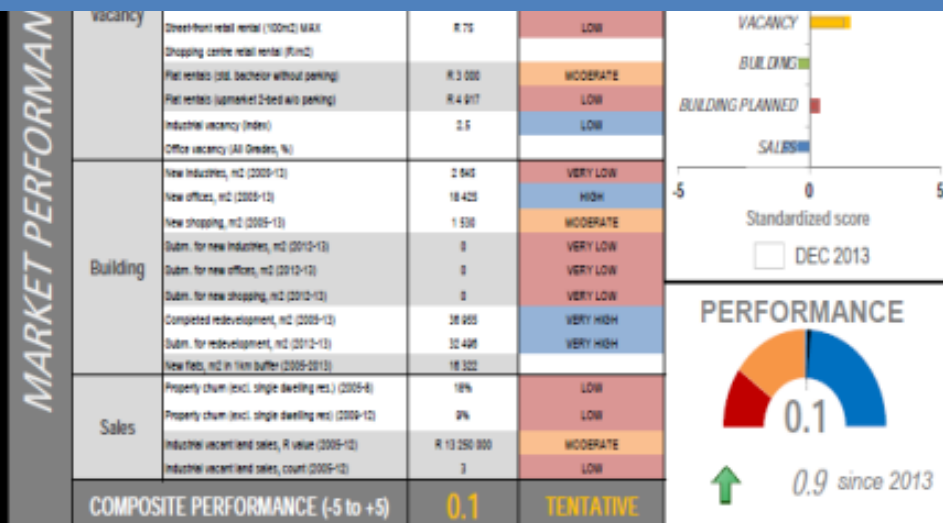 MARKET PERFORMAN
Vacancy
Street-front retail rental (100m2) MAX R 75 LOW
Shopping centre retail rental (R/m2)
Flat rentals (std. bachelor without parking) R 3 000 MODERATE
Flat rentals (upmarket 2-bed w/o parking) R 4 917 LOW
Industrial vacancy (Index) 2.5 LOW
Office vacancy (All Grades, %)
Building
New industries, m2 (2005-13) 2 645 VERY LOW
New offices, m2 (2005-13) 18 425 HIGH
New shopping, m2 (2005-13) 1 530 MODERATE
Subm. for new industries, m2 (2012-13) 0 VERY LOW
Subm. for new offices, m2 (2012-13) 0 VERY LOW
Subm. for new shopping, m2 (2012-13) 0 VERY LOW
Completed redevelopment, m2 (2005-13) 36 955 VERY HIGH
Subm. for redevelopment, m2 (2012-13) 32 496 VERY HIGH
New flats, m2 in 1km buffer (2005-2013) 16 322
Sales
Property churn (excl. single dwelling res.) (2005-8) 16% LOW
Property churn (excl. single dwelling res) (2009-12) 9% LOW
Industrial vacant land sales, R value (2005-12) R 13 250 000 MODERATE
Industrial vacant land sales, count (2005-12) 3 LOW
COMPOSITE PERFORMANCE (-5 to +5) 0.1 TENTATIVE
VACANCY
BUILDING
BUILDING PLANNED
SALES
-5 0 5
Standardized score
DEC 2013
PERFORMANCE
0.1
0.9 since 2013